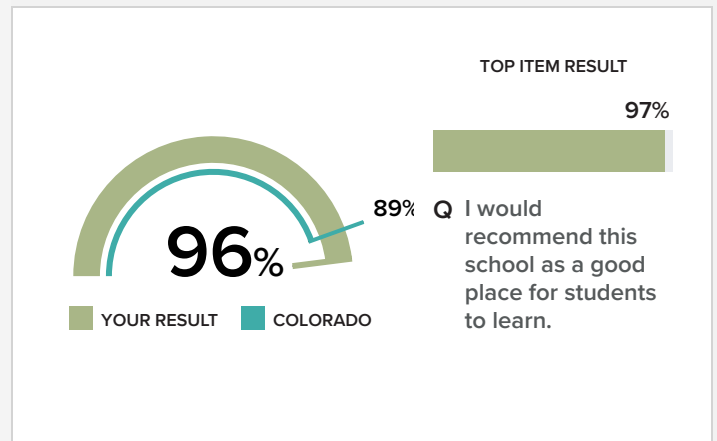 89%
96%
YOUR RESULT
COLORADO
TOP ITEM RESULT
97%
Q I would
recommend this
school as a good
place for students
to learn.